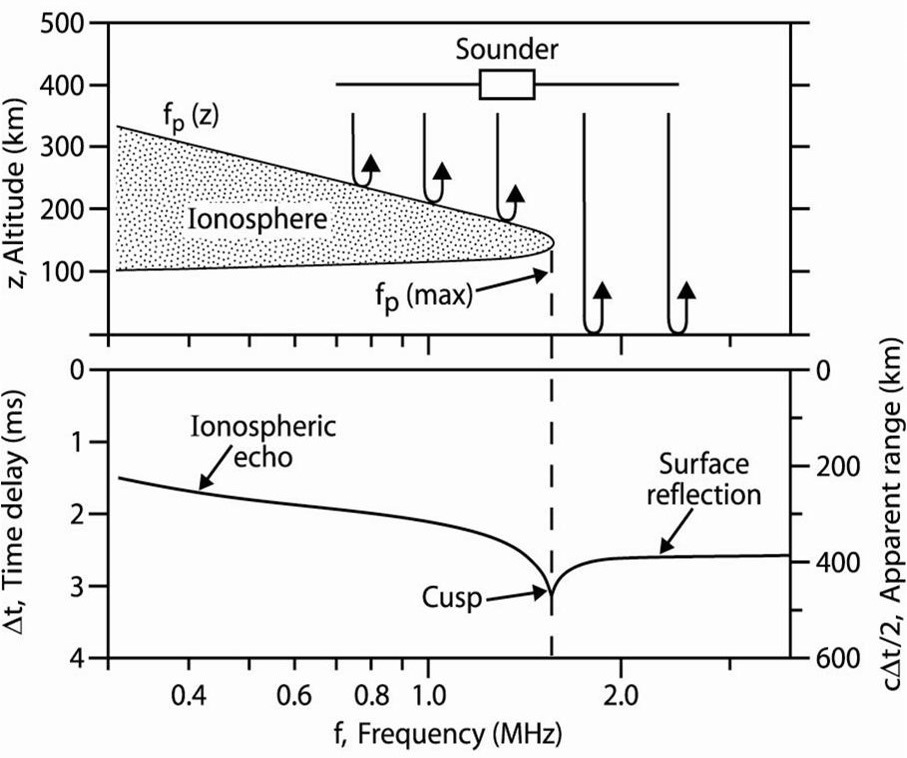 500
400
300
200
100
z, Altitude (km)
Sounder
fp (z)
Ionosphere
fp (max)
0
1
2
3
4
Δt, Time delay (ms)
Ionospheric
echo
Surface
reflection
Cusp
0
200
400
600
cΔt/2, Apparent range (km)
0.4
0.6
0.8
1.0
2.0
f, Frequency (MHz)